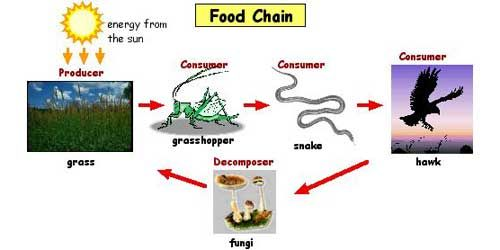 Food Chain
energy from
the sun
Producer
Consumer
Consumer
Consumer
grasshopper
snake
grass
hawk
Decomposer
fungi